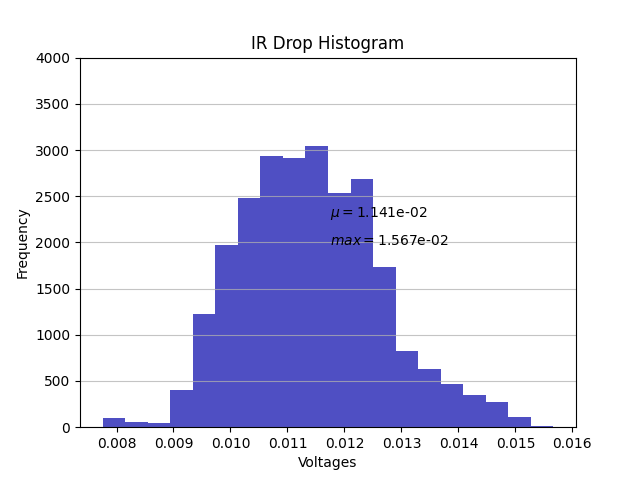 IR Drop Histogram
4000
3500
3000
2500
2000
1500
1000
500
0
Frequency
μ = 1.141e-02
max = 1.567e-02
0.008 0.009 0.010 0.011 0.012 0.013 0.014 0.015 0.016
Voltages